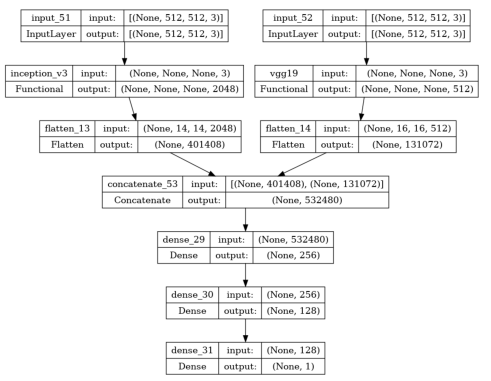 input_51 input: [(None, 512, 512, 3)] input_52 input: [(None, 512, 512, 3)]
InputLayer output: [(None, 512, 512, 3)] InputLayer output: [(None, 512, 512, 3)]
inception_v3 input: (None, None, None, 3) vgg19 input: (None, None, None, 3)
Functional output: (None, None, None, 2048) Functional output: (None, None, None, 512)
flatten_13 input: (None, 14, 14, 2048) flatten_14 input: (None, 16, 16, 512)
Flatten output: (None, 401408) Flatten output: (None, 131072)
concatenate_53 input: [(None, 401408), (None, 131072)]
Concatenate output: (None, 532480)
dense_29 input: (None, 532480)
Dense output: (None, 256)
dense_30 input: (None, 256)
Dense output: (None, 128)
dense_31 input: (None, 128)
Dense output: (None, 1)